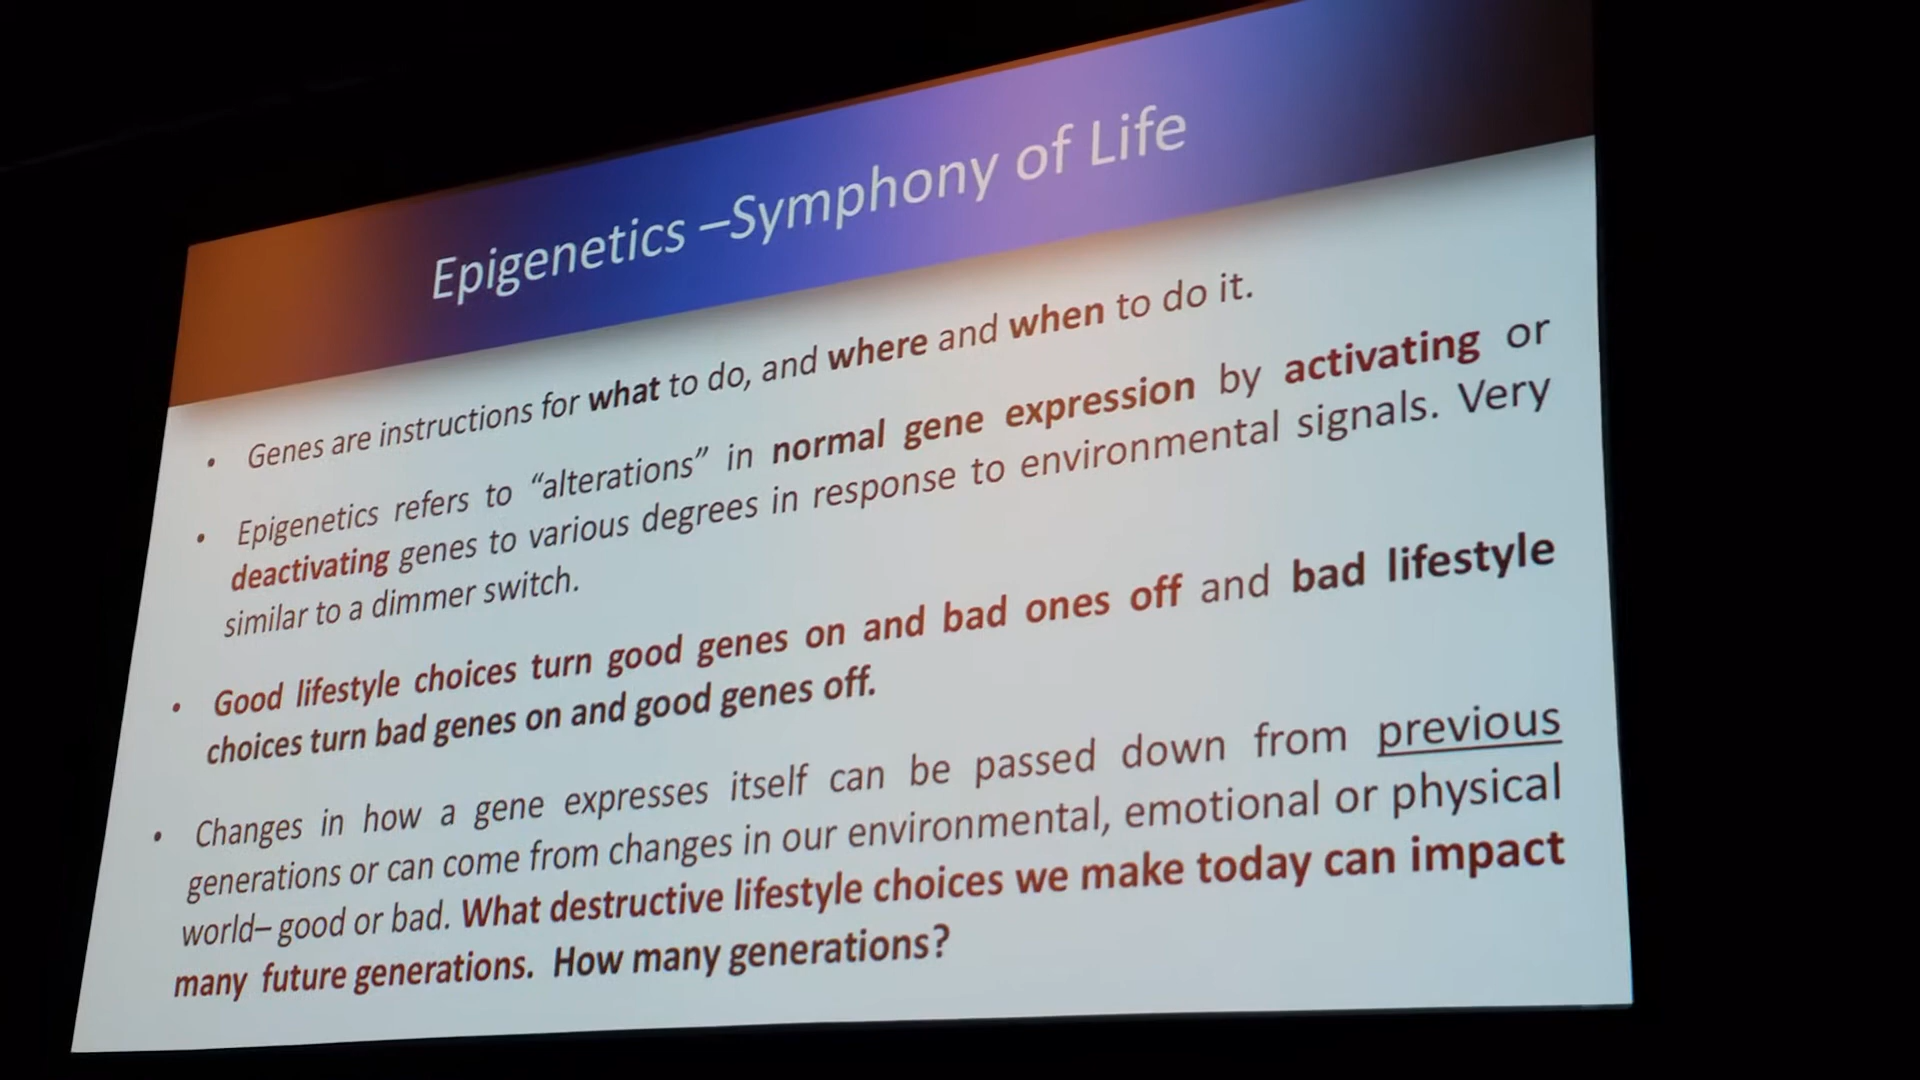 Epigenetics –Symphony of Life
• Genes are instructions for what to do, and where and when to do it.
• Epigenetics refers to “alterations” in normal gene expression by activating or
deactivating genes to various degrees in response to environmental signals. Very
similar to a dimmer switch.
• Good lifestyle choices turn good genes on and bad ones off and bad lifestyle
choices turn bad genes on and good genes off.
• Changes in how a gene expresses itself can be passed down from previous
generations or can come from changes in our environmental, emotional or physical
world– good or bad. What destructive lifestyle choices we make today can impact
many future generations. How many generations?